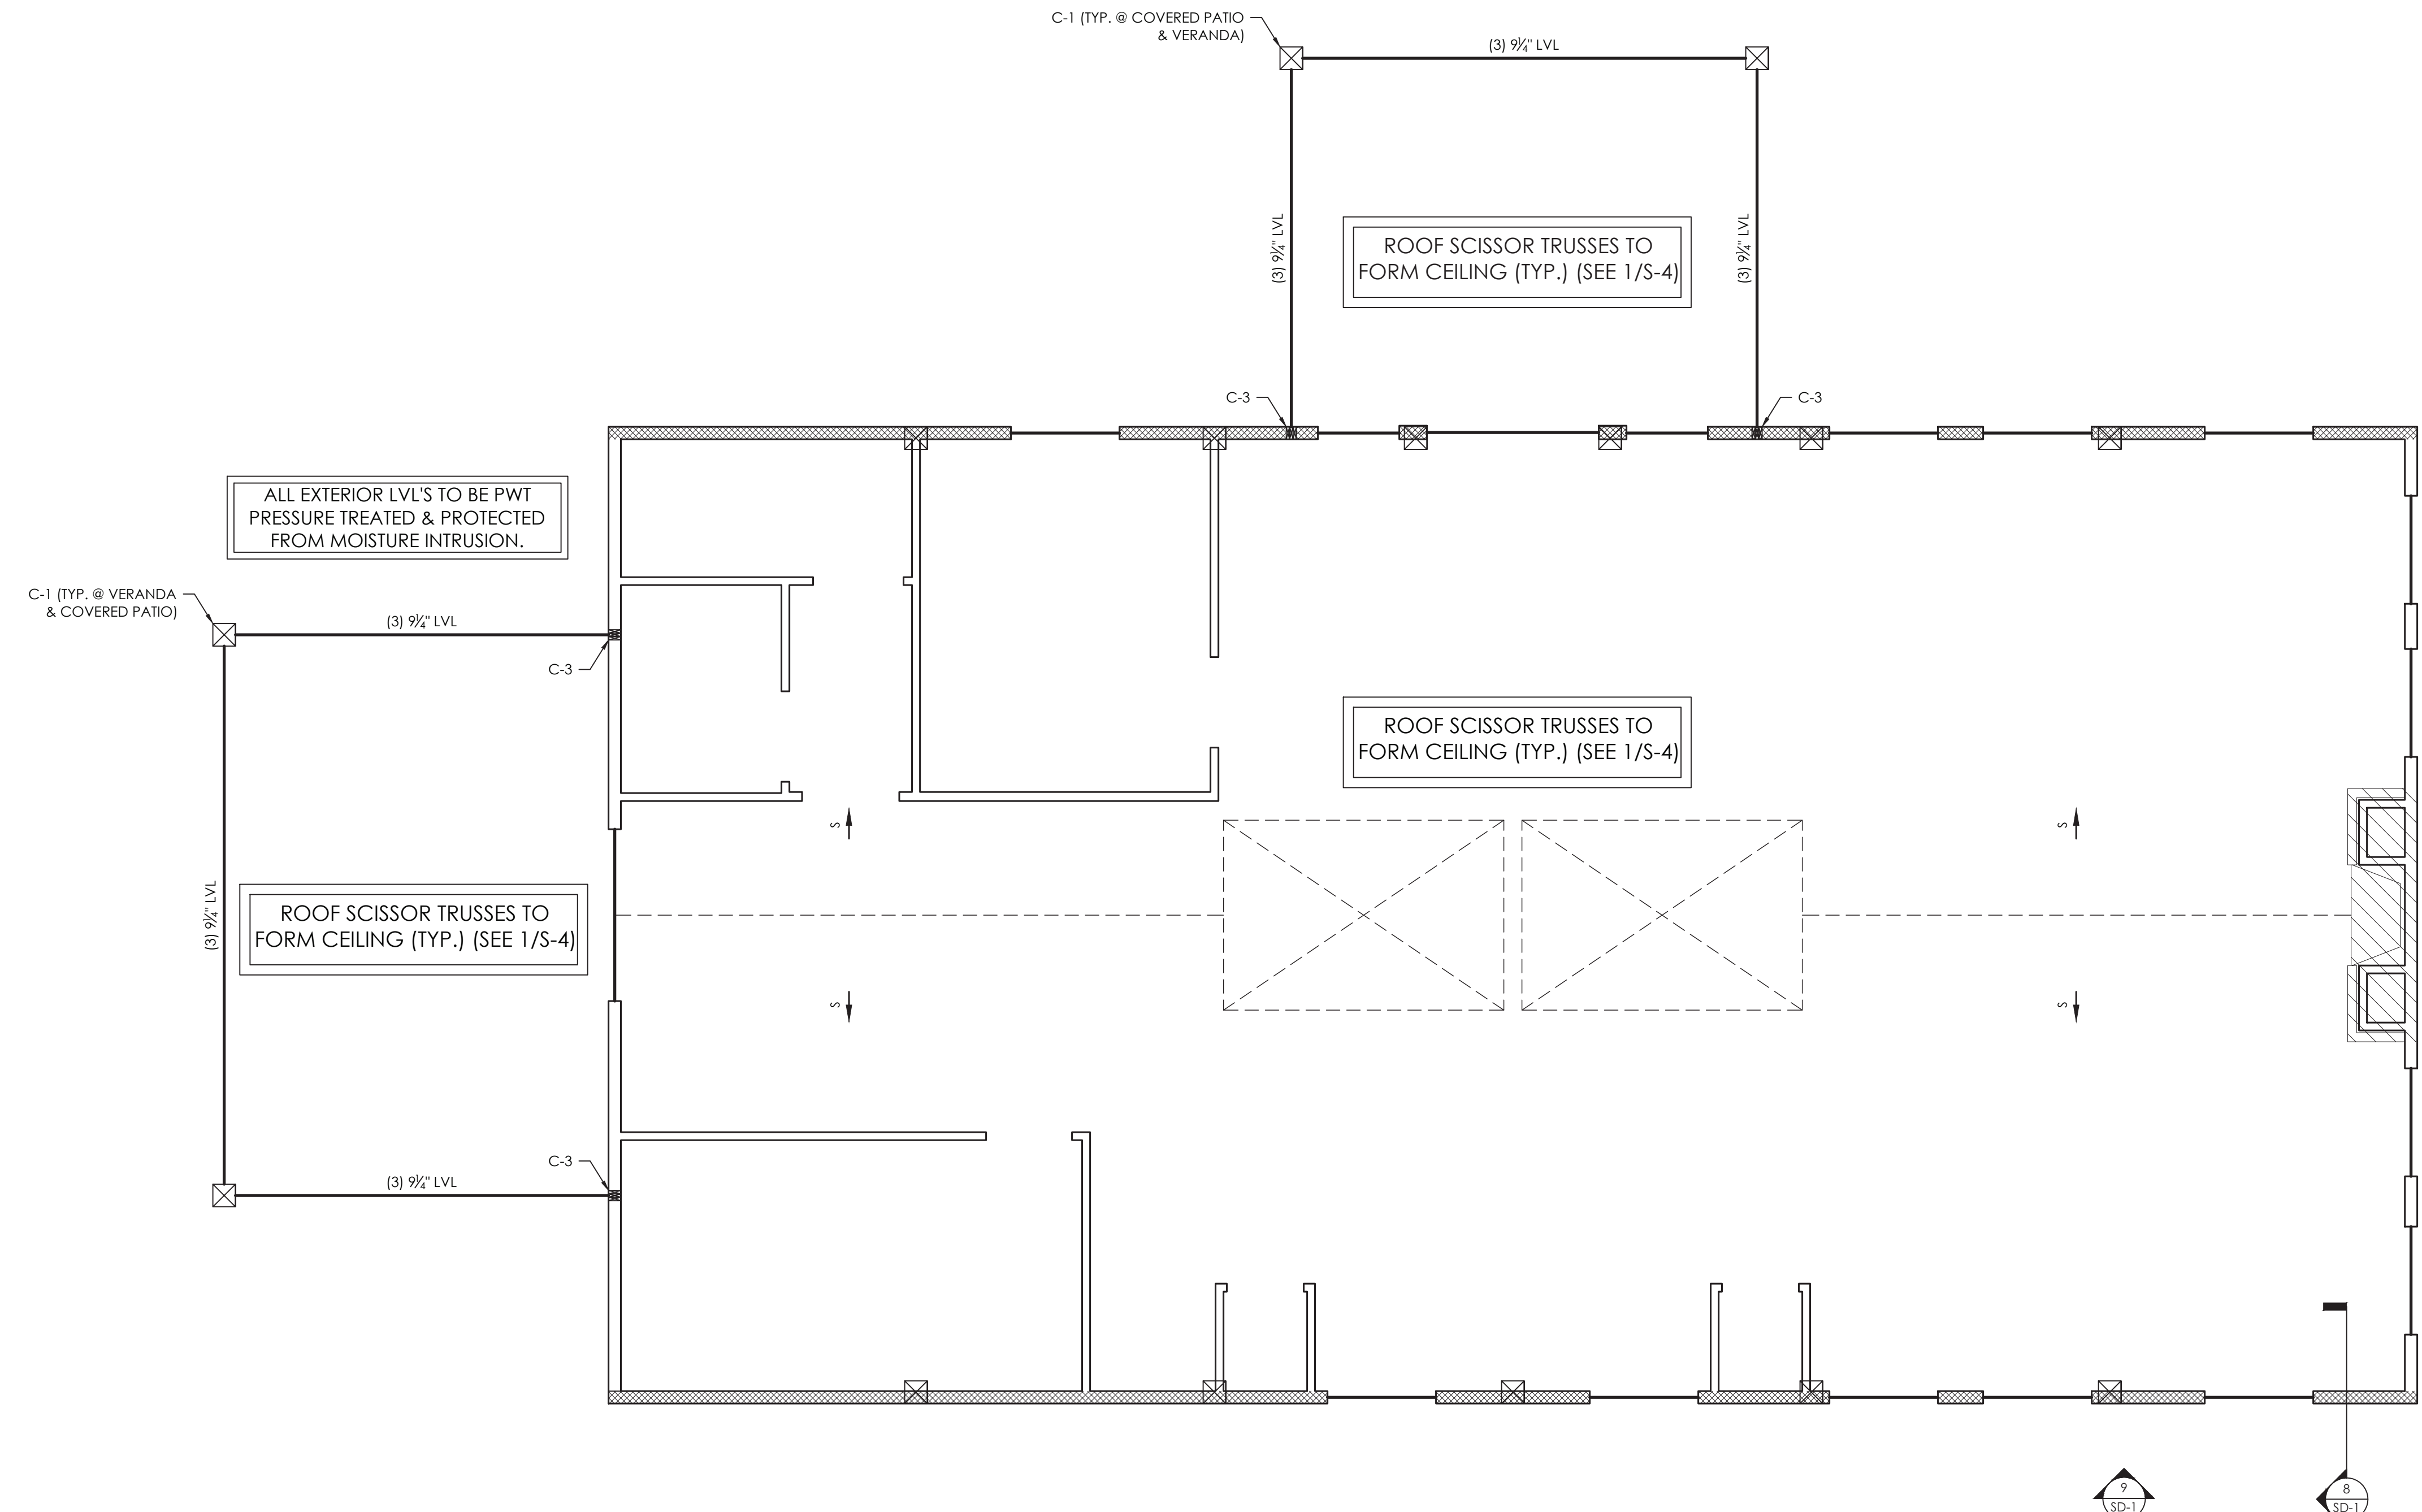 C-1 (TYP. @ COVERED PATIO
& VERANDA)
(3) 9¼" LVL
(3) 9¼" LVL
(3) 9¼" LVL
ROOF SCISSOR TRUSSES TO
FORM CEILING (TYP.) (SEE 1/S-4)
C-3
C-3
ALL EXTERIOR LVL'S TO BE PWT
PRESSURE TREATED & PROTECTED
FROM MOISTURE INTRUSION.
C-1 (TYP. @ VERANDA
& COVERED PATIO)
(3) 9¼" LVL
C-3
ROOF SCISSOR TRUSSES TO
FORM CEILING (TYP.) (SEE 1/S-4)
S
S
(3) 9¼" LVL
ROOF SCISSOR TRUSSES TO
FORM CEILING (TYP.) (SEE 1/S-4)
S
S
C-3
(3) 9¼" LVL
9
SD-1
8
SD-1